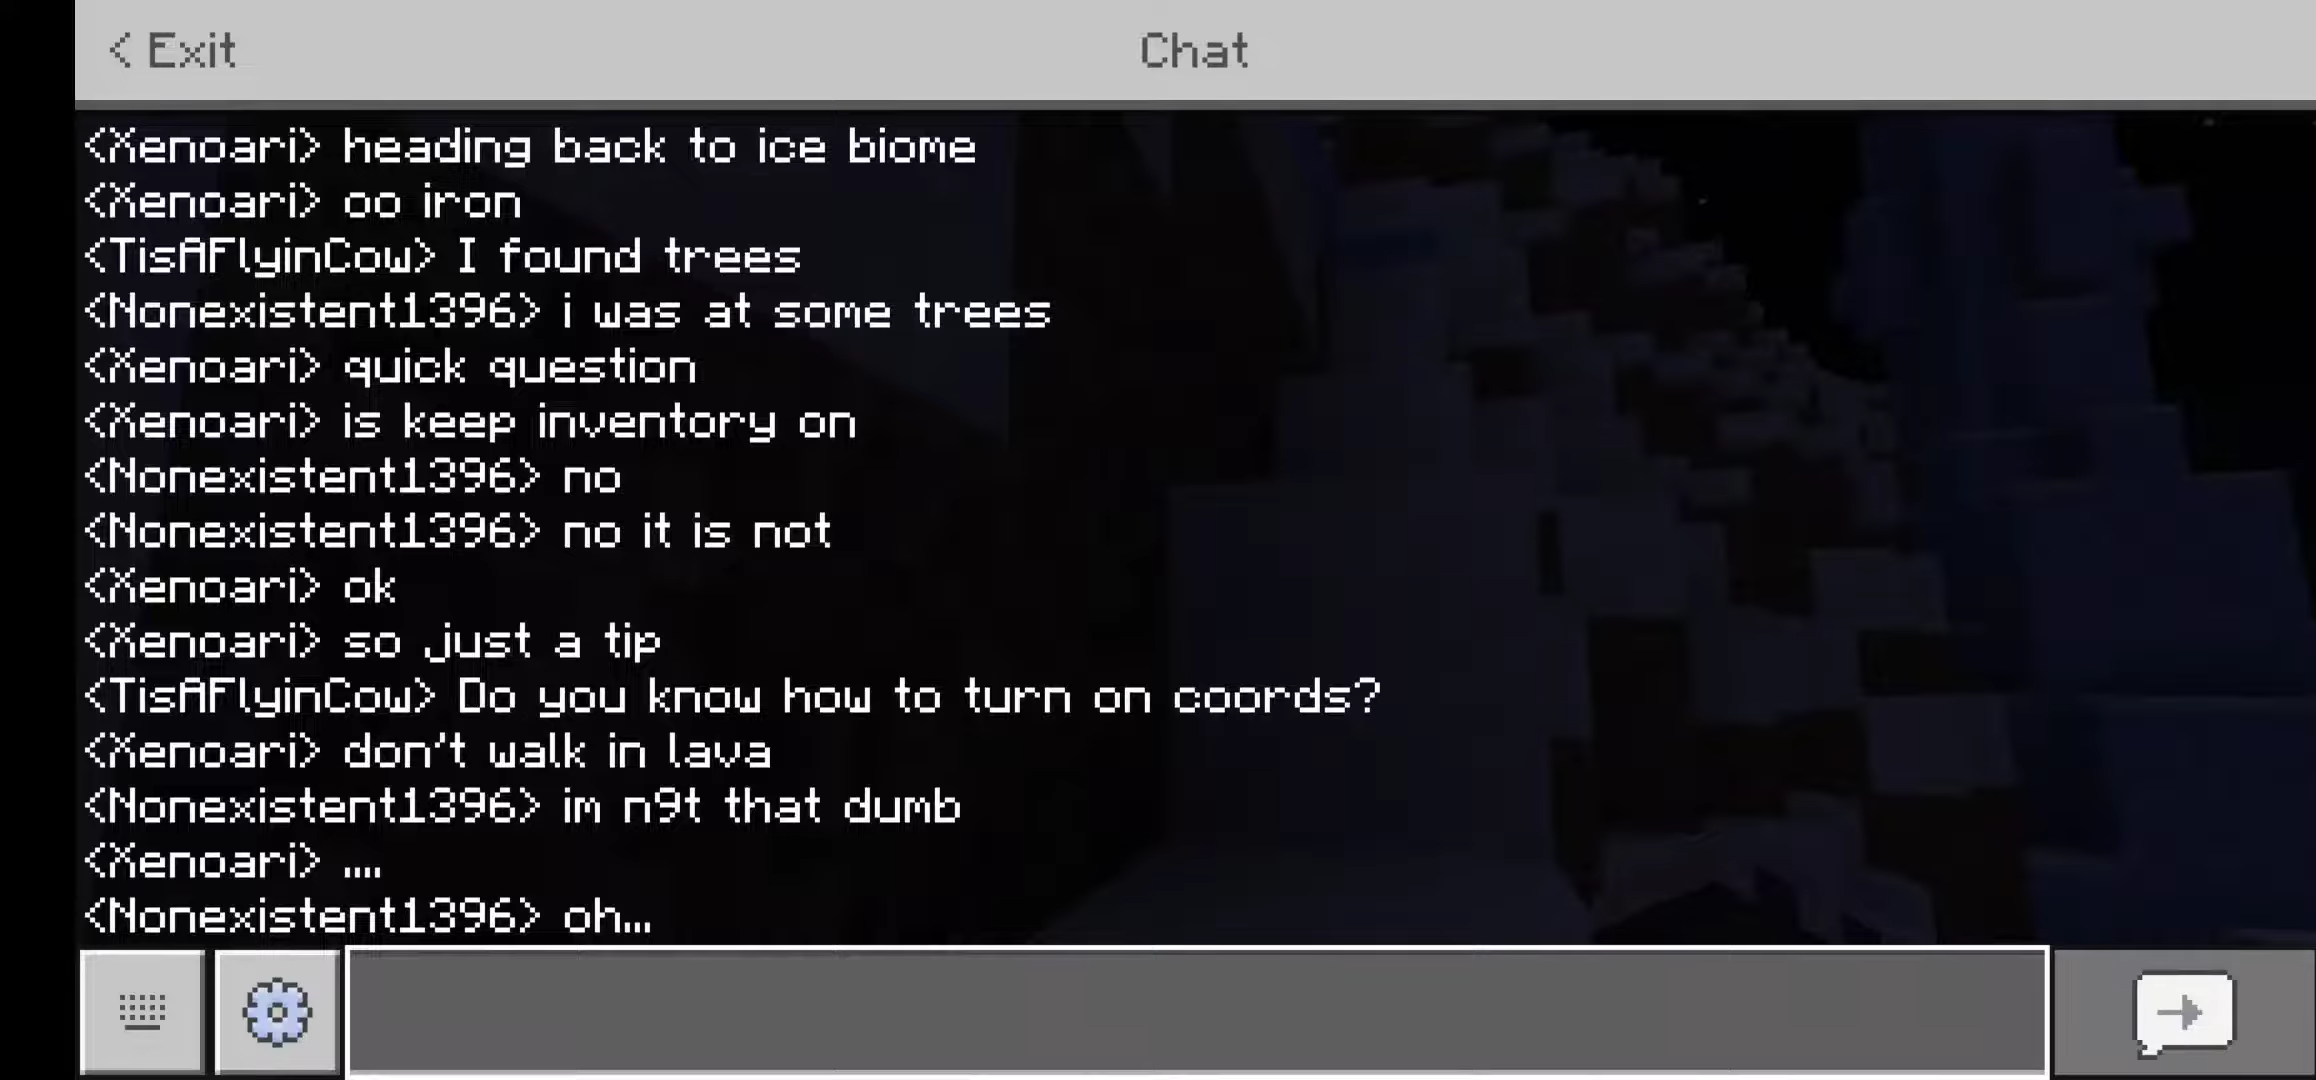 < Exit
Chat
<Xenoari> heading back to ice biome
<Xenoari> oo iron
<TisAFlyinCow> I found trees
<Nonexistent1396> i was at some trees
<Xenoari> quick question
<Xenoari> is keep inventory on
<Nonexistent1396> no
<Nonexistent1396> no it is not
<Xenoari> ok
<Xenoari> so just a tip
<TisAFlyinCow> Do you know how to turn on coords?
<Xenoari> don't walk in lava
<Nonexistent1396> im n9t that dumb
<Xenoari> ....
<Nonexistent1396> oh...